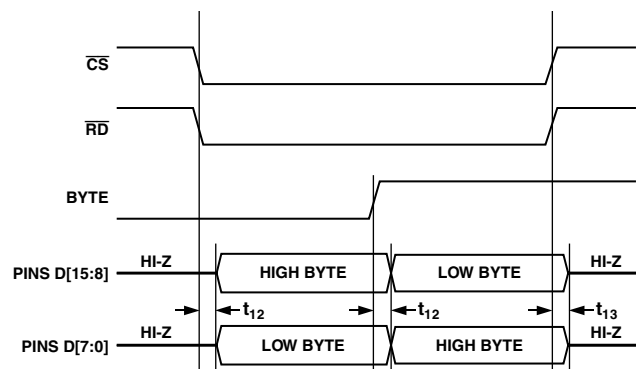 CS
RD
BYTE
HI-Z HIGH BYTE LOW BYTE HI-Z
PINS D[15:8]
t12 t12 t13
HI-Z LOW BYTE HIGH BYTE HI-Z
PINS D[7:0]